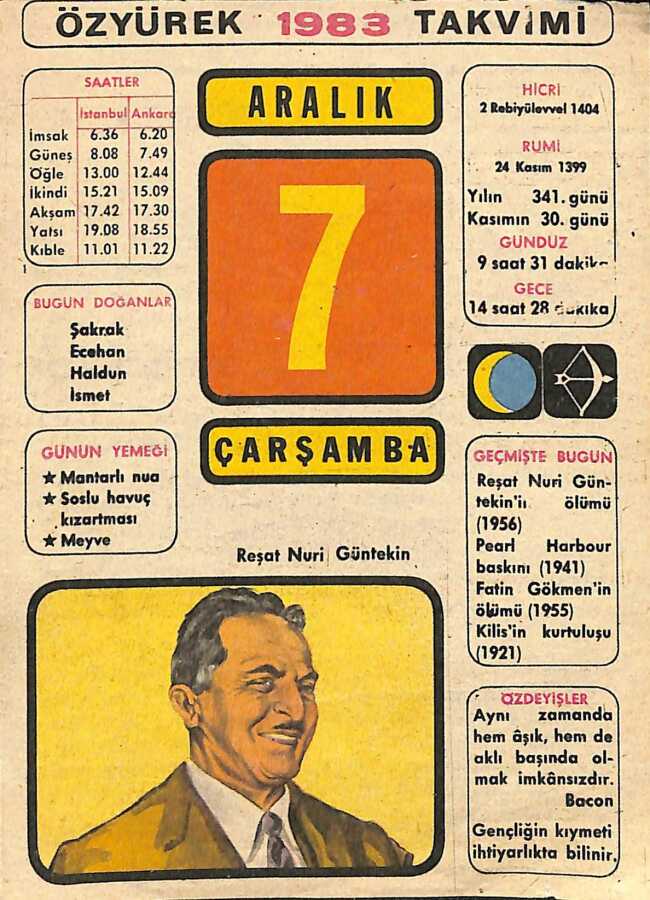 ÖZYÜREK 1983 TAKVİMİ
SAATLER
İstanbul Ankara
İmsak 6.36 6.20
Güneş 8.08 7.49
Öğle 13.00 12.44
İkindi 15.21 15.09
Akşam 17.42 17.30
Yatsı 19.08 18.55
Kıble 11.01 11.22
BUGÜN DOĞANLAR
Şakrak
Ecehan
Haldun
İsmet
GÜNÜN YEMEĞİ
★ Mantarlı nua
★ Soslu havuç
kızartması
★ Meyve
ARALIK
7
ÇARŞAMBA
HİCRİ
2 Rebiyülevvel 1404
RUMİ
24 Kasım 1399
Yılın 341. günü
Kasımın 30. günü
GÜNDÜZ
9 saat 31 dakika
GECE
14 saat 28 dakika
GEÇMİŞTE BUGÜN
Reşat Nuri Gün-
tekin'in ölümü
(1956)
Pearl Harbour
baskını (1941)
Fatin Gökmen'in
ölümü (1955)
Kilis'in kurtuluşu
(1921)
ÖZDEYİŞLER
Aynı zamanda
hem âşık, hem de
aklı başında ol-
mak imkânsızdır.
Bacon
Gençliğin kıymeti
ihtiyarlıkta bilinir.
Reşat Nuri Güntekin